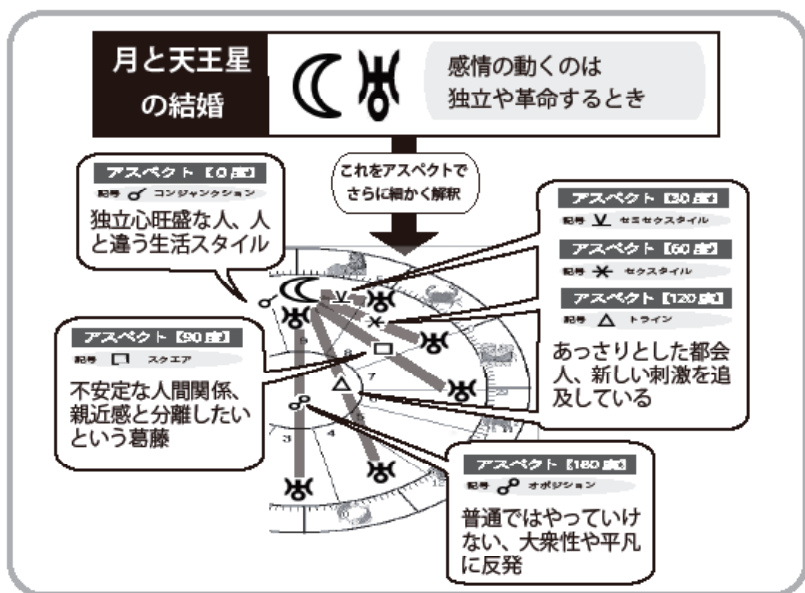 月と天王星
の結婚
感情の動くのは
独立や革命するとき
これをアスペクトで
さらに細かく解釈
アスペクト【0度】
記号 ☌ コンジャンクション
独立心旺盛な人、人
と違う生活スタイル
アスペクト【30度】
記号 ⚺ セミセクスタイル
アスペクト【60度】
記号 ⚹ セクスタイル
アスペクト【120度】
記号 △ トライン
あっさりとした都会
人、新しい刺激を追
及している
アスペクト【90度】
記号 □ スクエア
不安定な人間関係、
親近感と分離したい
という葛藤
アスペクト【180度】
記号 ☍ オポジション
普通ではやっていけ
ない、大衆性や平凡
に反発
9
8
7
6
5
4
3